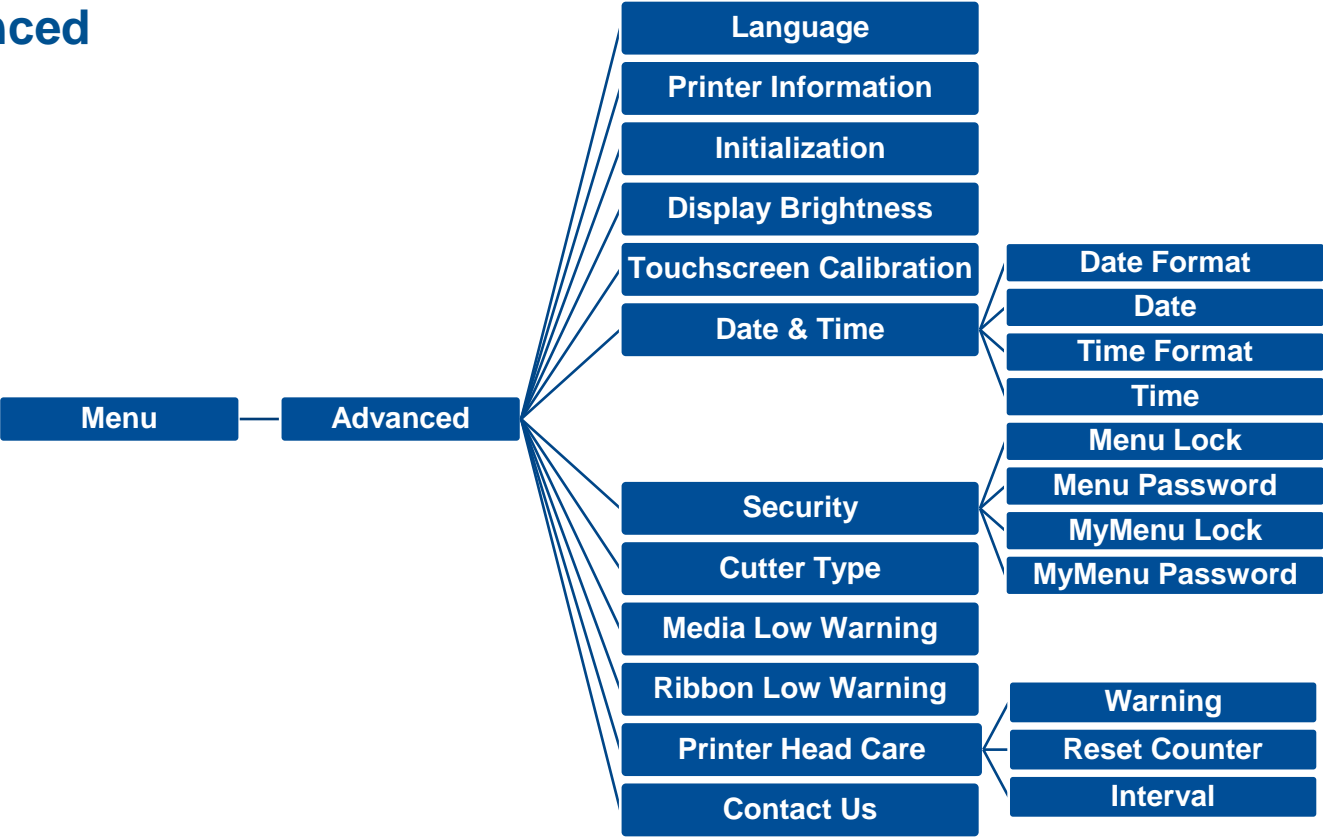 Language
Printer Information
Initialization
Display Brightness
Touchscreen Calibration
Date & Time
Date Format
Date
Time Format
Time
Menu
Advanced
Security
Menu Lock
Menu Password
MyMenu Lock
MyMenu Password
Cutter Type
Media Low Warning
Ribbon Low Warning
Printer Head Care
Warning
Reset Counter
Interval
Contact Us